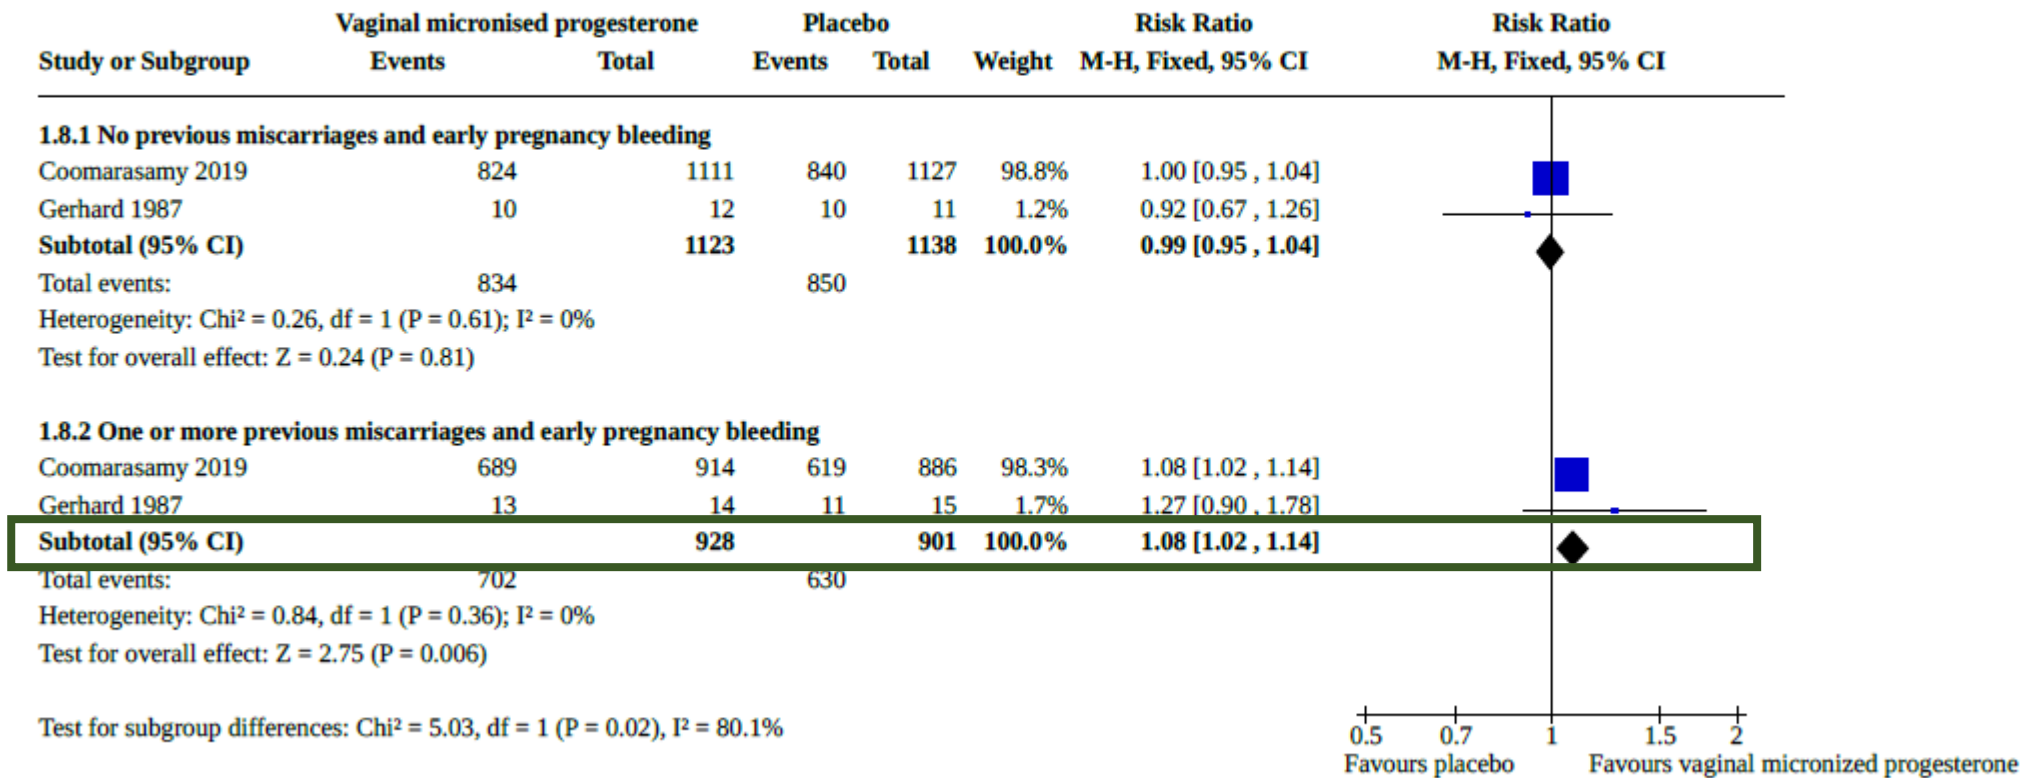 Vaginal micronised progesterone Placebo Risk Ratio Risk Ratio
Study or Subgroup Events Total Events Total Weight M-H, Fixed, 95% CI M-H, Fixed, 95% CI
1.8.1 No previous miscarriages and early pregnancy bleeding
Coomarasamy 2019 824 1111 840 1127 98.8% 1.00 [0.95 , 1.04]
Gerhard 1987 10 12 10 11 1.2% 0.92 [0.67 , 1.26]
Subtotal (95% CI) 1123 1138 100.0% 0.99 [0.95 , 1.04]
Total events: 834 850
Heterogeneity: Chi² = 0.26, df = 1 (P = 0.61); I² = 0%
Test for overall effect: Z = 0.24 (P = 0.81)
1.8.2 One or more previous miscarriages and early pregnancy bleeding
Coomarasamy 2019 689 914 619 886 98.3% 1.08 [1.02 , 1.14]
Gerhard 1987 13 14 11 15 1.7% 1.27 [0.90 , 1.78]
Subtotal (95% CI) 928 901 100.0% 1.08 [1.02 , 1.14]
Total events: 702 630
Heterogeneity: Chi² = 0.84, df = 1 (P = 0.36); I² = 0%
Test for overall effect: Z = 2.75 (P = 0.006)
Test for subgroup differences: Chi² = 5.03, df = 1 (P = 0.02), I² = 80.1%
0.5 0.7 1 1.5 2
Favours placebo Favours vaginal micronized progesterone